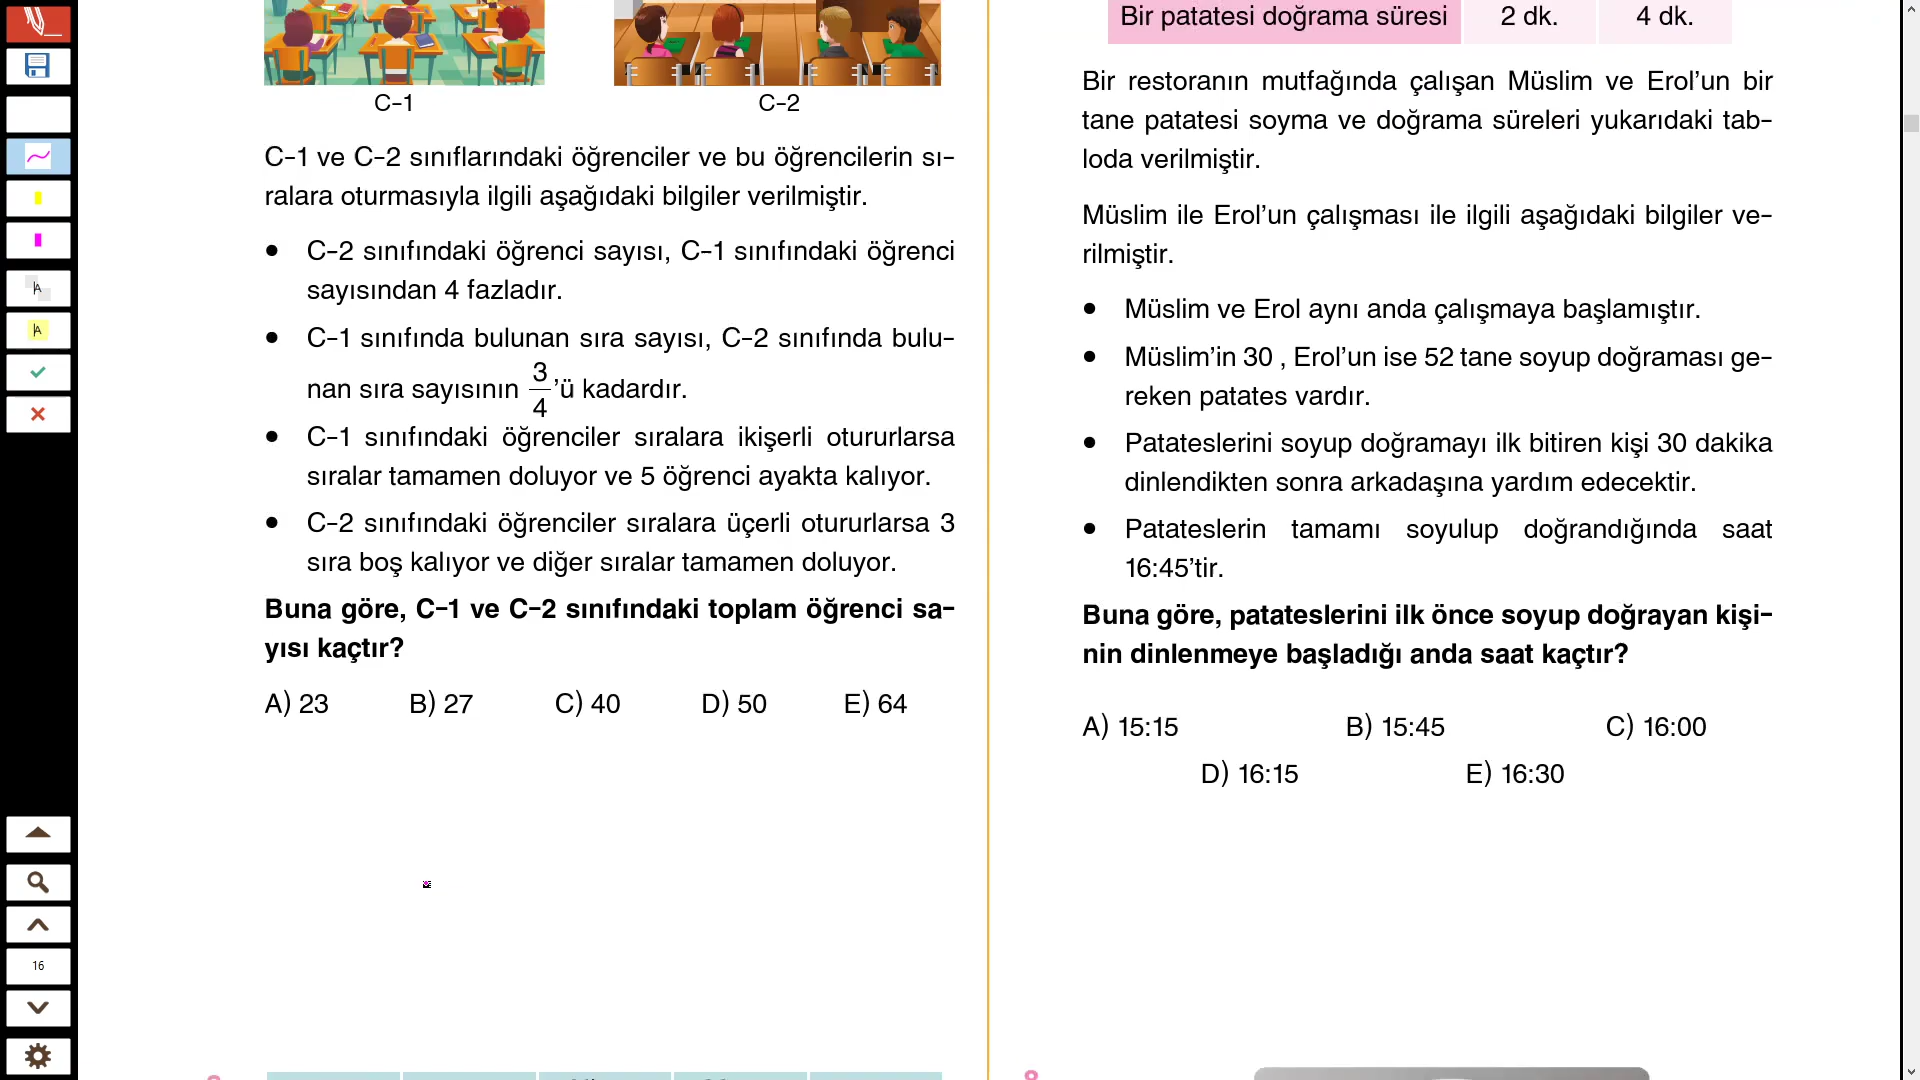 C-1
C-2
C-1 ve C-2 sınıflarındaki öğrenciler ve bu öğrencilerin sı-
ralara oturmasıyla ilgili aşağıdaki bilgiler verilmiştir.
• C-2 sınıfındaki öğrenci sayısı, C-1 sınıfındaki öğrenci
sayısından 4 fazladır.
• C-1 sınıfında bulunan sıra sayısı, C-2 sınıfında bulu-
nan sıra sayısının 3/4'ü kadardır.
• C-1 sınıfındaki öğrenciler sıralara ikişerli otururlarsa
sıralar tamamen doluyor ve 5 öğrenci ayakta kalıyor.
• C-2 sınıfındaki öğrenciler sıralara üçerli otururlarsa 3
sıra boş kalıyor ve diğer sıralar tamamen doluyor.
Buna göre, C-1 ve C-2 sınıfındaki toplam öğrenci sa-
yısı kaçtır?
A) 23 B) 27 C) 40 D) 50 E) 64
Bir patatesi doğrama süresi 2 dk. 4 dk.
Bir restoranın mutfağında çalışan Müslim ve Erol'un bir
tane patatesi soyma ve doğrama süreleri yukarıdaki tab-
loda verilmiştir.
Müslim ile Erol'un çalışması ile ilgili aşağıdaki bilgiler ve-
rilmiştir.
• Müslim ve Erol aynı anda çalışmaya başlamıştır.
• Müslim'in 30 , Erol'un ise 52 tane soyup doğraması ge-
reken patates vardır.
• Patateslerini soyup doğramayı ilk bitiren kişi 30 dakika
dinlendikten sonra arkadaşına yardım edecektir.
• Patateslerin tamamı soyulup doğrandığında saat
16:45'tir.
Buna göre, patateslerini ilk önce soyup doğrayan kişi-
nin dinlenmeye başladığı anda saat kaçtır?
A) 15:15 B) 15:45 C) 16:00
D) 16:15 E) 16:30
A
A
16